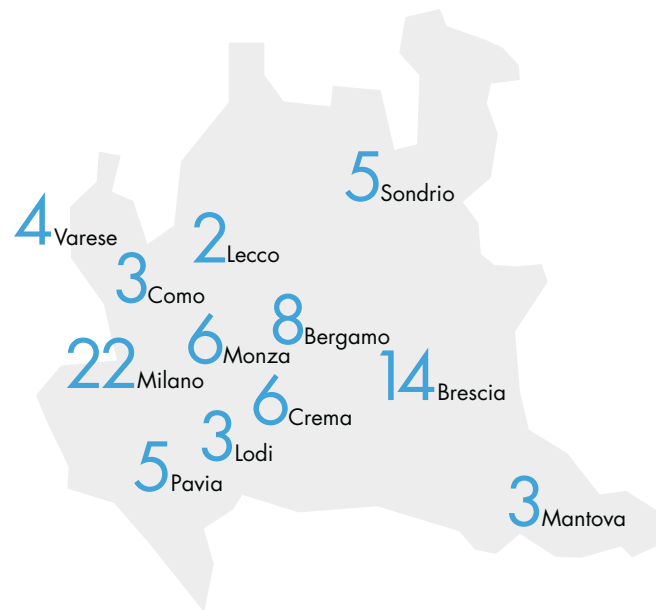 5 Sondrio
4 Varese
2 Lecco
3 Como
8 Bergamo
6 Monza
22 Milano
14 Brescia
6 Crema
3 Lodi
5 Pavia
3 Mantova